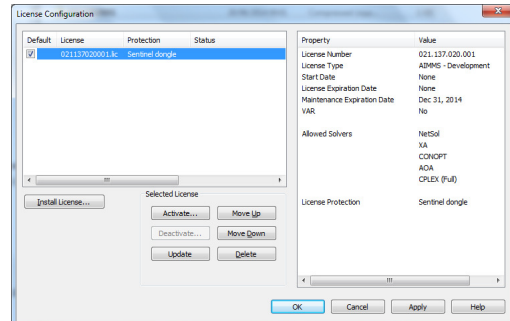 License Configuration
Default License Protection Status
021137020001.lic Sentinel dongle
Install License...
Selected License
Activate... Move Up
Deactivate... Move Down
Update Delete
Property Value
License Number 021.137.020.001
License Type AIMMS - Development
Start Date None
License Expiration Date None
Maintenance Expiration Date Dec 31, 2014
VAR No
Allowed Solvers NetSol
XA
CONOPT
AOA
CPLEX (Full)
License Protection Sentinel dongle
OK Cancel Apply Help